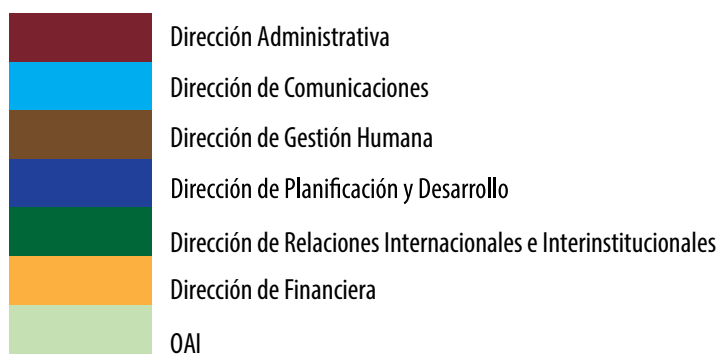 Dirección Administrativa
Dirección de Comunicaciones
Dirección de Gestión Humana
Dirección de Planificación y Desarrollo
Dirección de Relaciones Internacionales e Interinstitucionales
Dirección de Financiera
OAI